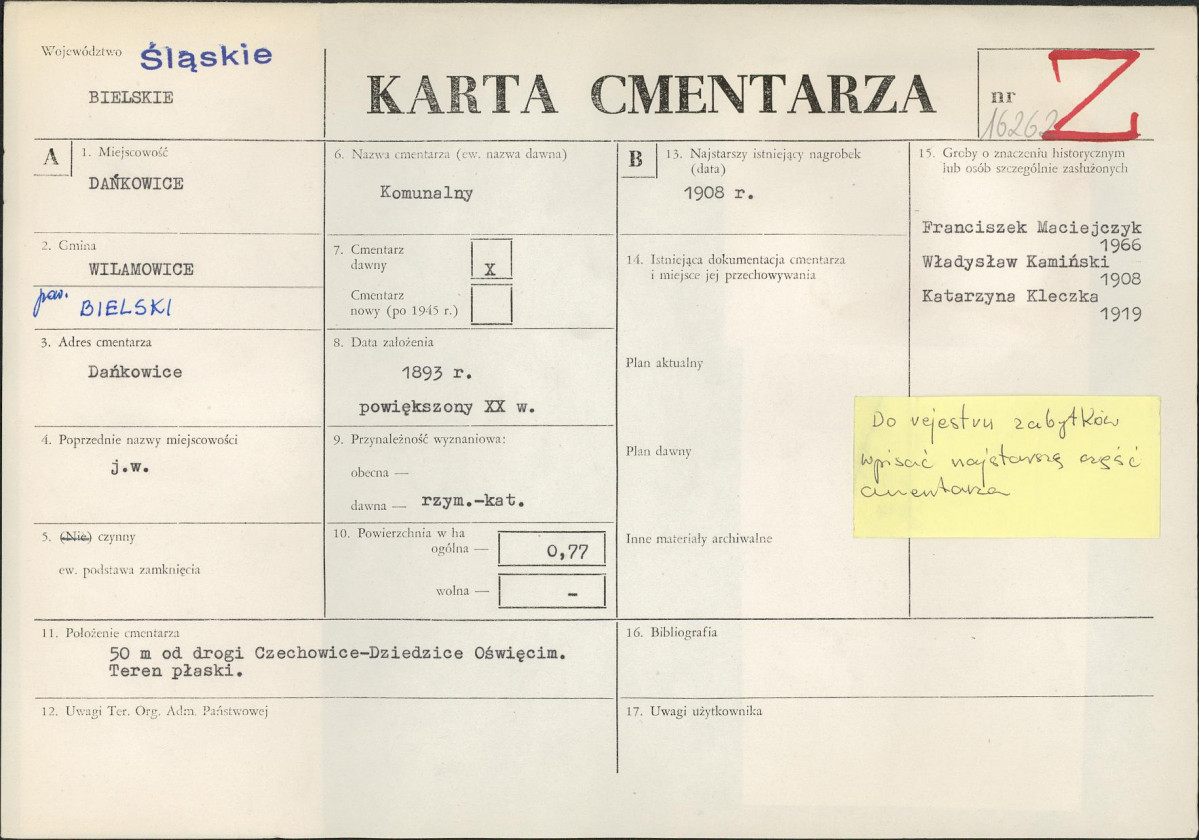 Województwo Śląskie
BIELSKIE
KARTA CMENTARZA
nr
16262
Z
A
1. Miejscowość
DAŃKOWICE
2. Gmina
WILAMOWICE
pow.
BIELSKI
3. Adres cmentarza
Dańkowice
4. Poprzednie nazwy miejscowości
j.w.
5. (Nie) czynny
ew. podstawa zamknięcia
6. Nazwa cmentarza (ew. nazwa dawna)
Komunalny
7. Cmentarz
dawny
X
Cmentarz
nowy (po 1945 r.)
8. Data założenia
1893 r.
powiększony XX w.
9. Przynależność wyznaniowa:
obecna —
dawna — rzym.-kat.
10. Powierzchnia w ha
ogólna — 0,77
wolna — -
B
13. Najstarszy istniejący nagrobek
(data)
1908 r.
14. Istniejąca dokumentacja cmentarza
i miejsce jej przechowywania
Plan aktualny
Plan dawny
Inne materiały archiwalne
15. Groby o znaczeniu historycznym
lub osób szczególnie zasłużonych
Franciszek Maciejczyk
1966
Władysław Kamiński
1908
Katarzyna Kleczka
1919
Do rejestru zabytków
wpisać najstarszą część
cmentarza
11. Położenie cmentarza
50 m od drogi Czechowice-Dziedzice Oświęcim.
Teren płaski.
12. Uwagi Ter. Org. Adm. Państwowej
16. Bibliografia
17. Uwagi użytkownika